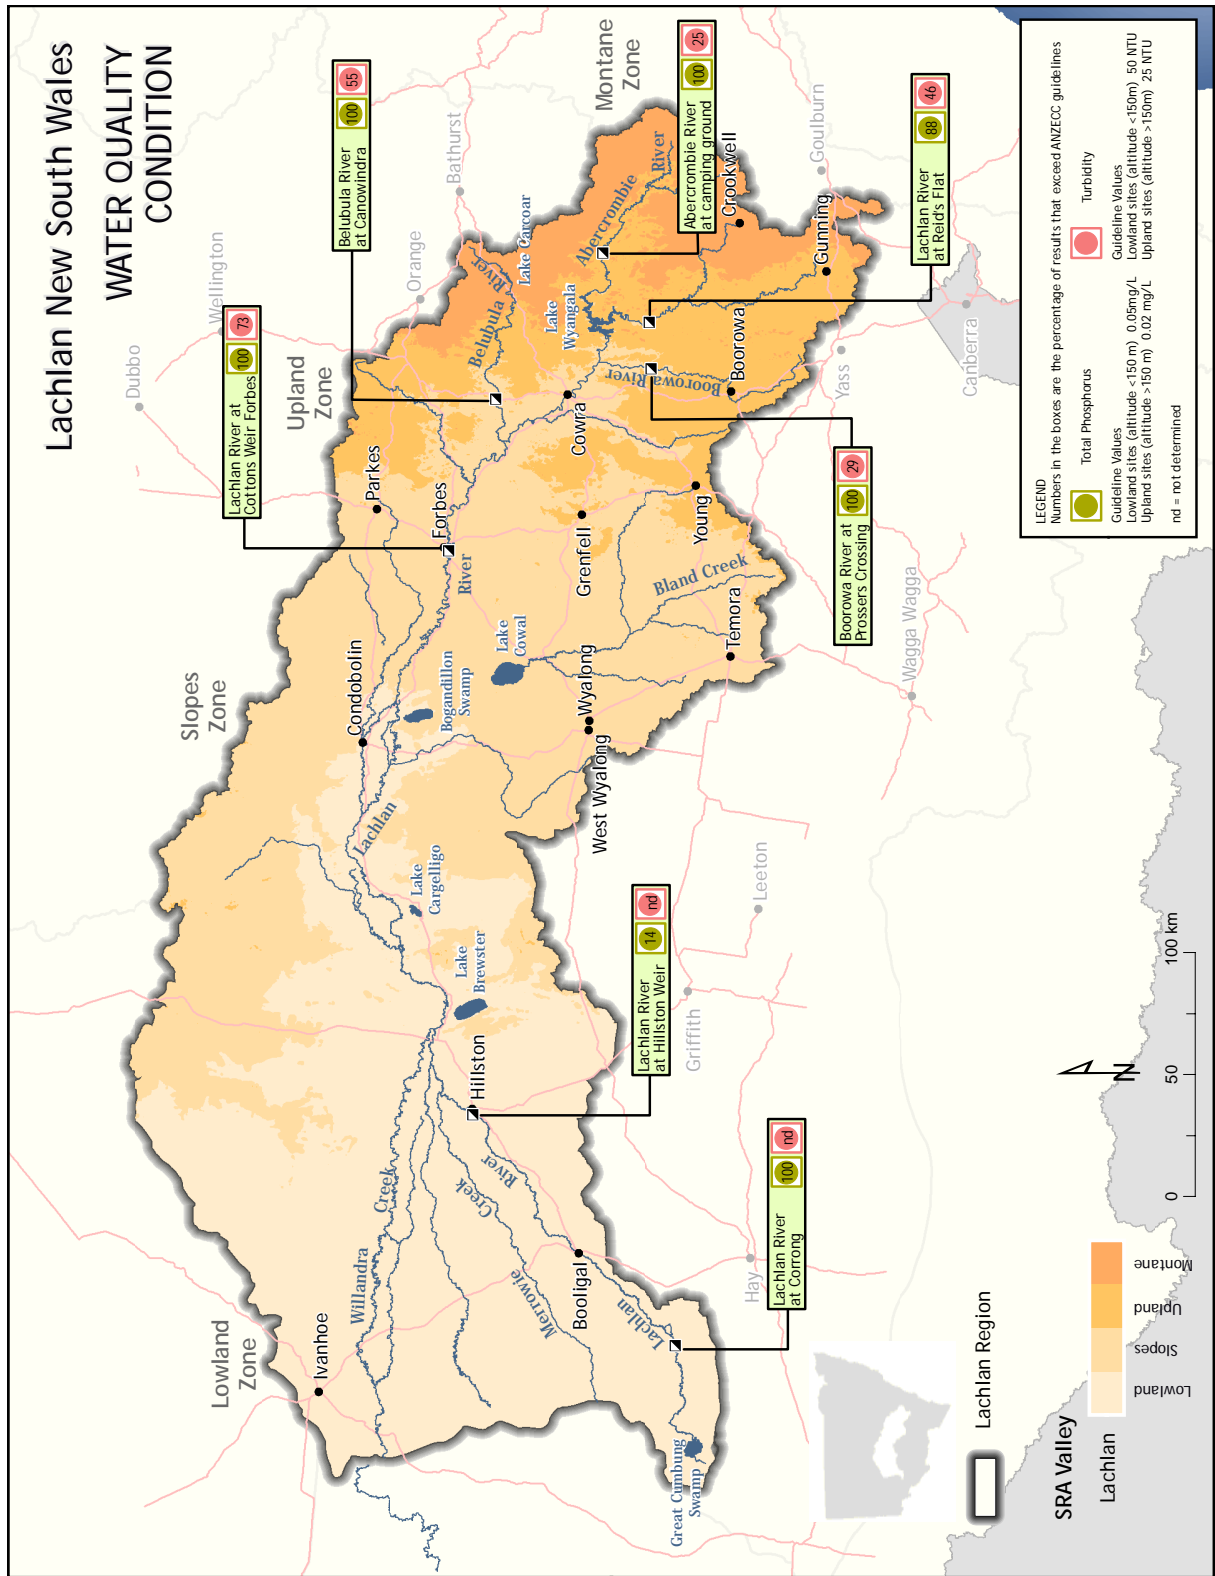 Lachlan New South Wales
WATER QUALITY
CONDITION
Dubbo
Wellington
Orange
Bathurst
Goulburn
Yass
Canberra
Wagga Wagga
Leeton
Griffith
Hay
Lowland
Zone
Slopes
Zone
Upland
Zone
Montane
Zone
Lachlan River at
Cottons Weir Forbes
100
73
Belubula River
at Canowindra
100
55
Abercrombie River
at camping ground
100
25
Lachlan River
at Reid's Flat
88
46
Boorowa River at
Prossers Crossing
100
29
Lachlan River
at Hillston Weir
14
nd
Lachlan River
at Corrong
100
nd
Ivanhoe
Willandra
Creek
Merrowie
Creek
Lachlan
River
Booligal
Great Cumbung
Swamp
Hillston
Lake
Brewster
Lake
Cargelligo
Lachlan
Condobolin
Bogandillon
Swamp
Lake
Cowal
West Wyalong
Wyalong
Temora
Bland Creek
Young
Grenfell
Forbes
River
Parkes
Cowra
Belubula
River
Lake Carcoar
Lake
Wyangala
Abercrombie
River
Crookwell
Gunning
Boorowa
Boorowa River
LEGEND
Numbers in the boxes are the percentage of results that exceed ANZECC guidelines
Total Phosphorus
Turbidity
Guideline Values
Lowland sites (altitude <150 m) 0.05mg/L
Upland sites (altitude >150 m) 0.02 mg/L
Guideline Values
Lowland sites (altitude <150m) 50 NTU
Upland sites (altitude >150m) 25 NTU
nd = not determined
N
0
50
100 km
Lachlan Region
SRA Valley
Lachlan
Lowland
Slopes
Upland
Montane